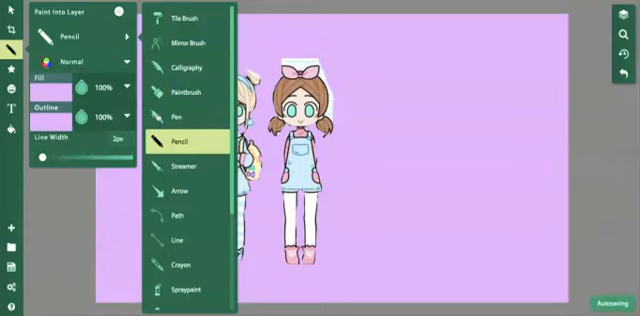 Paint Into Layer
Pencil
Normal
Fill
100%
Outline
100%
Line Width
2px
Tile Brush
Mirror Brush
Calligraphy
Paintbrush
Pen
Pencil
Streamer
Arrow
Path
Line
Crayon
Spraypaint
T
Autosaving